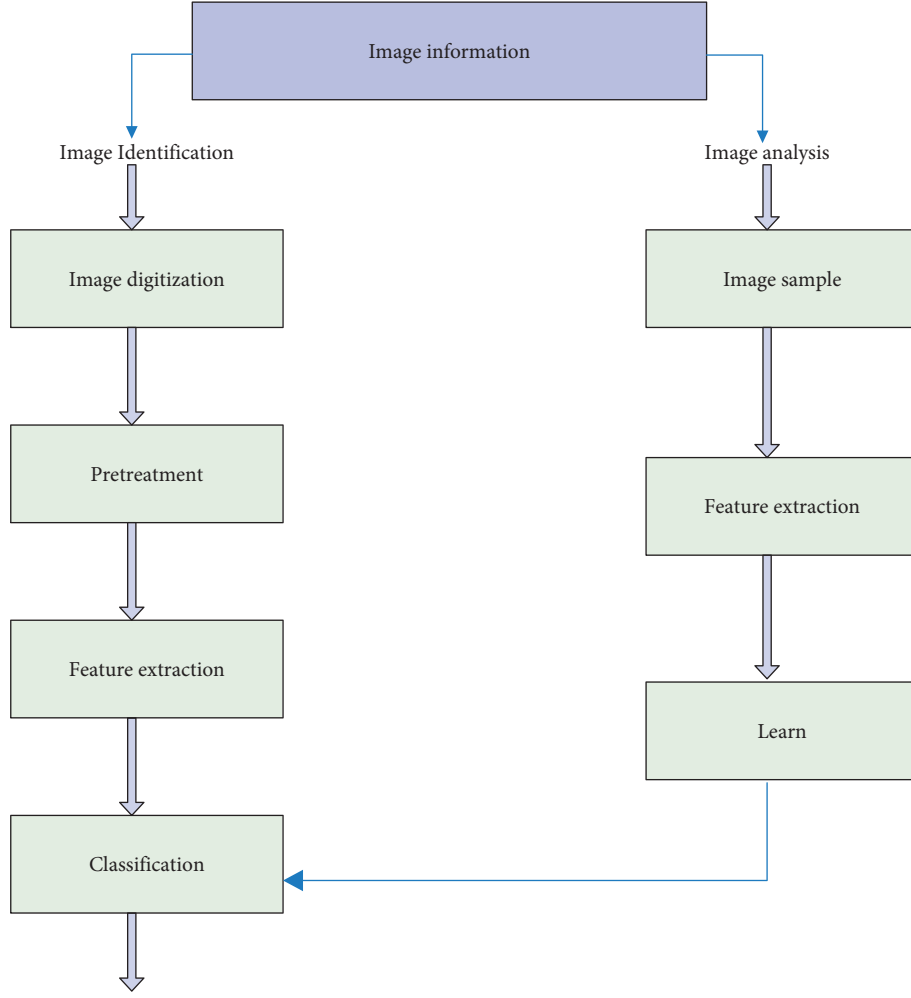 Image information
Image Identification
Image analysis
Image digitization
Image sample
Pretreatment
Feature extraction
Feature extraction
Learn
Classification